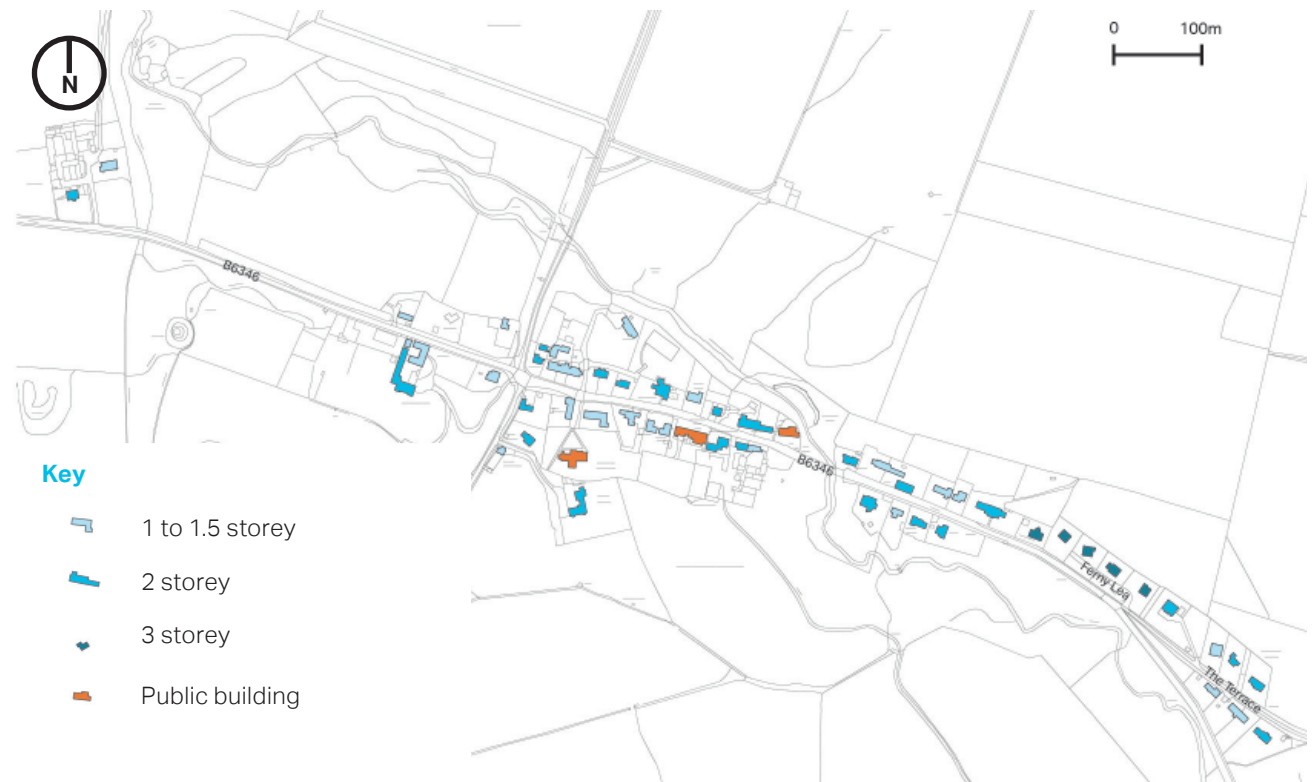 N
0 100m
B6346
B6346
Ferny Lea
The Terrace
Key
1 to 1.5 storey
2 storey
3 storey
Public building